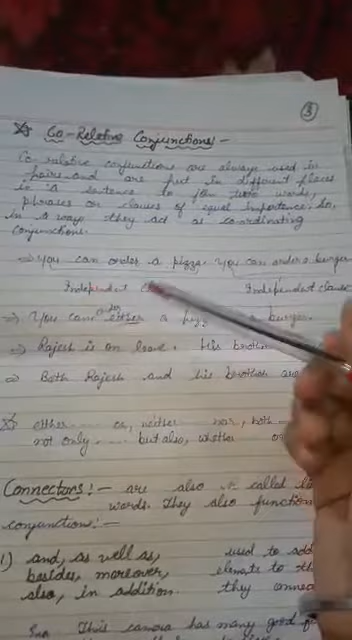 3
Co-Relative Conjunctions -
Co-relative conjunctions are always used in
pairs and are put in different places
in a sentence to join two words,
phrases or clauses of equal importance. So,
in a way they act as coordinating
conjunctions.
⇒ You can order a pizza. You can order a burger
Independent Independent clause
⇒ You can either order a a burger.
⇒ Rajesh is on leave. His brother
⇒ Both Rajesh and his brother are
either .... or, neither nor, both
not only .... but also, whether or
Connectors! - are also called
words. They also function
conjunction! -
1) and, as well as, used to add
besides, moreover, to th
also, in addition. they connec
This camera has many good